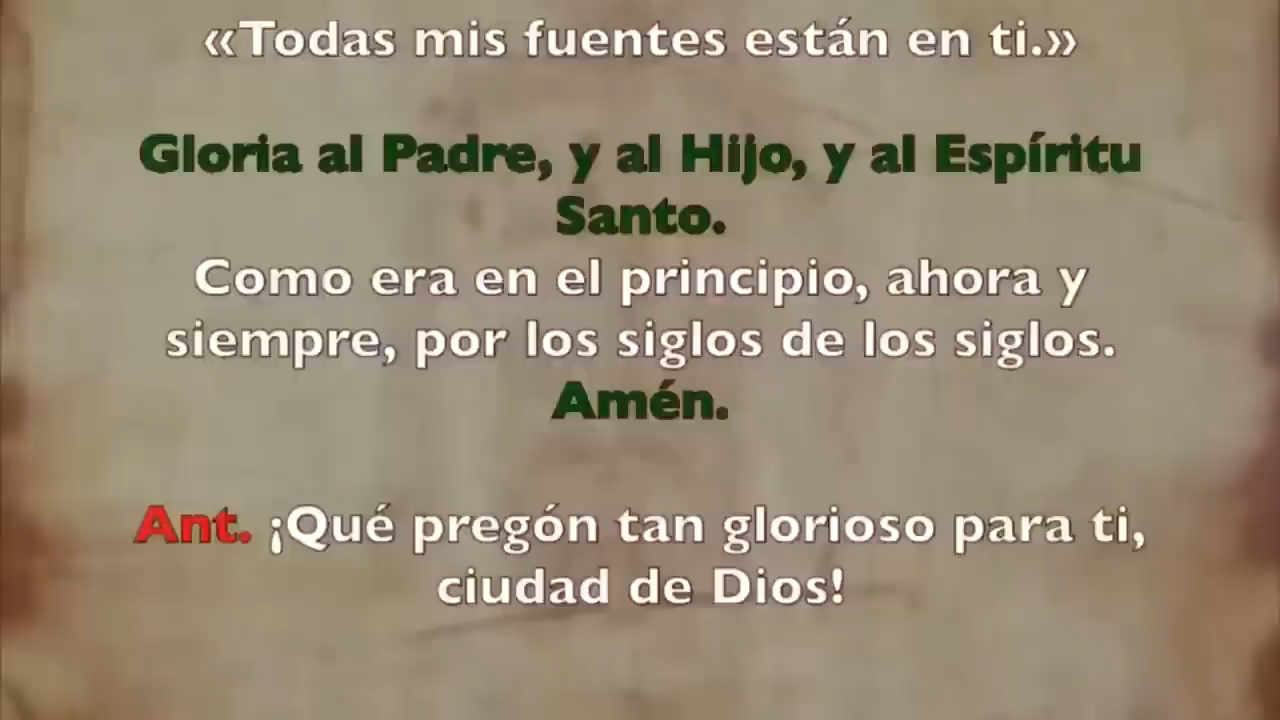 «Todas mis fuentes están en ti.»
Gloria al Padre, y al Hijo, y al Espíritu
Santo.
Como era en el principio, ahora y
siempre, por los siglos de los siglos.
Amén.
Ant. ¡Qué pregón tan glorioso para ti,
ciudad de Dios!